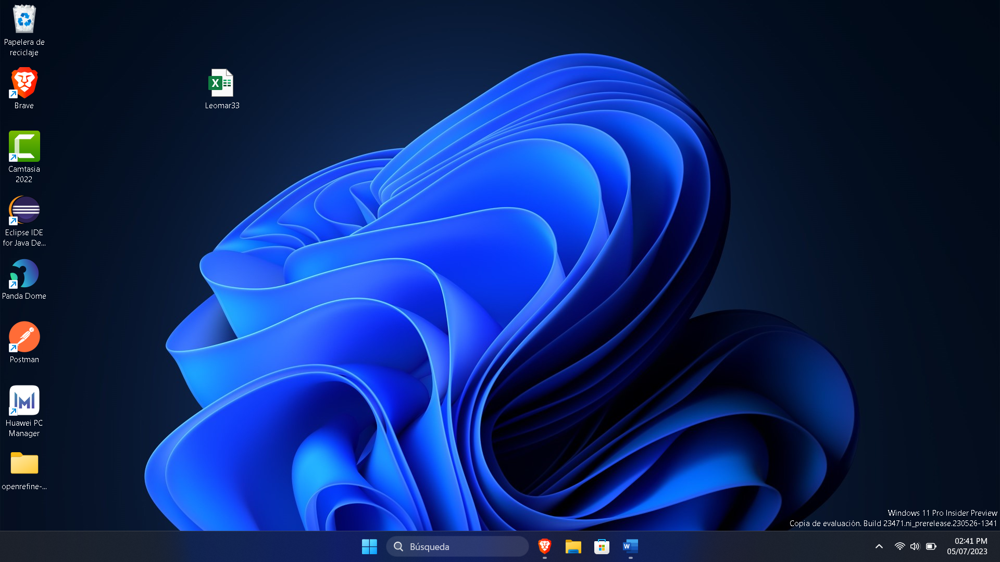 Papelera de
reciclaje
Brave
Leomar33
Camtasia
2022
Eclipse IDE
for Java De...
Panda Dome
Postman
Huawei PC
Manager
openrefine-...
Windows 11 Pro Insider Preview
Copia de evaluación. Build 23471.ni_prerelease.230526-1341
Búsqueda
02:41 PM
05/07/2023